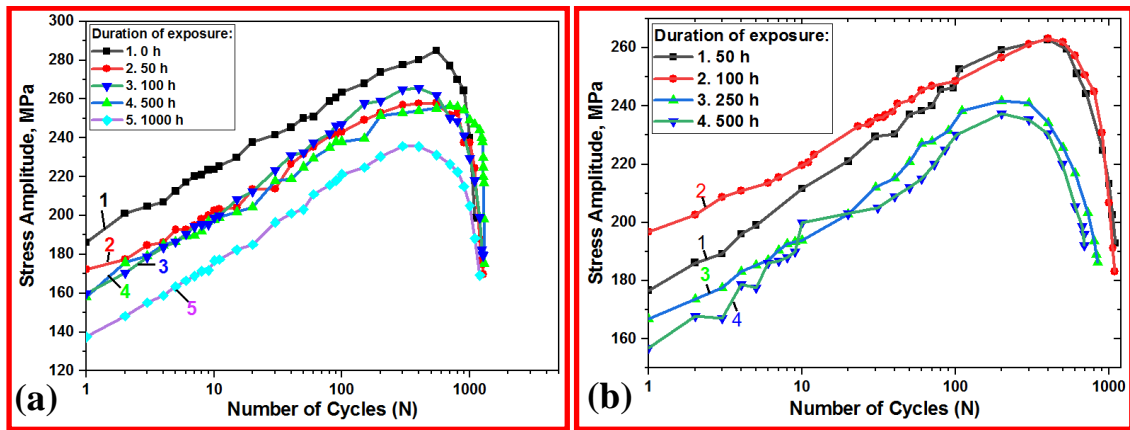 (a)
Stress Amplitude, MPa
300
280
260
240
220
200
180
160
140
120
Duration of exposure:
1. 0 h
2. 50 h
3. 100 h
4. 500 h
5. 1000 h
1
2
3
4
5
1 10 100 1000
Number of Cycles (N)
(b)
Stress Amplitude, MPa
260
240
220
200
180
160
Duration of exposure:
1. 50 h
2. 100 h
3. 250 h
4. 500 h
2
1
3
4
1 10 100 1000
Number of Cycles (N)